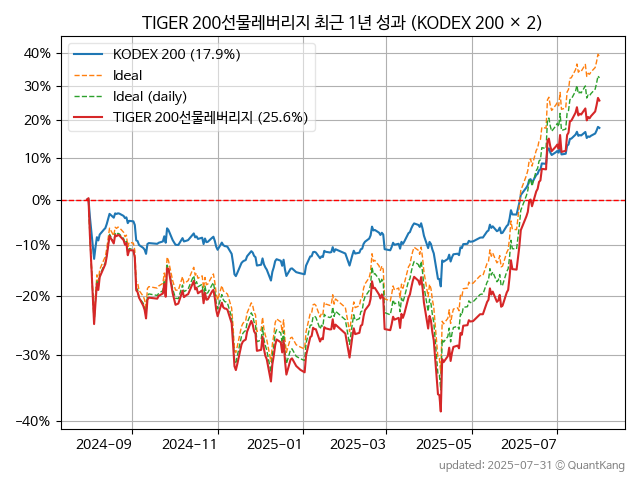 TIGER 200선물레버리지 최근 1년 성과 (KODEX 200 × 2)
KODEX 200 (17.9%)
Ideal
Ideal (daily)
TIGER 200선물레버리지 (25.6%)
40%
30%
20%
10%
0%
−10%
−20%
−30%
−40%
2024-09
2024-11
2025-01
2025-03
2025-05
2025-07
updated: 2025-07-31 © QuantKang